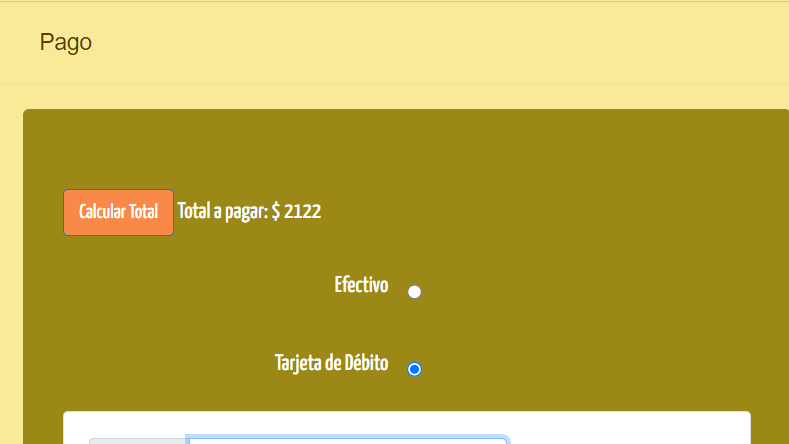 Pago
Calcular Total Total a pagar: $ 2122
Efectivo
Tarjeta de Débito